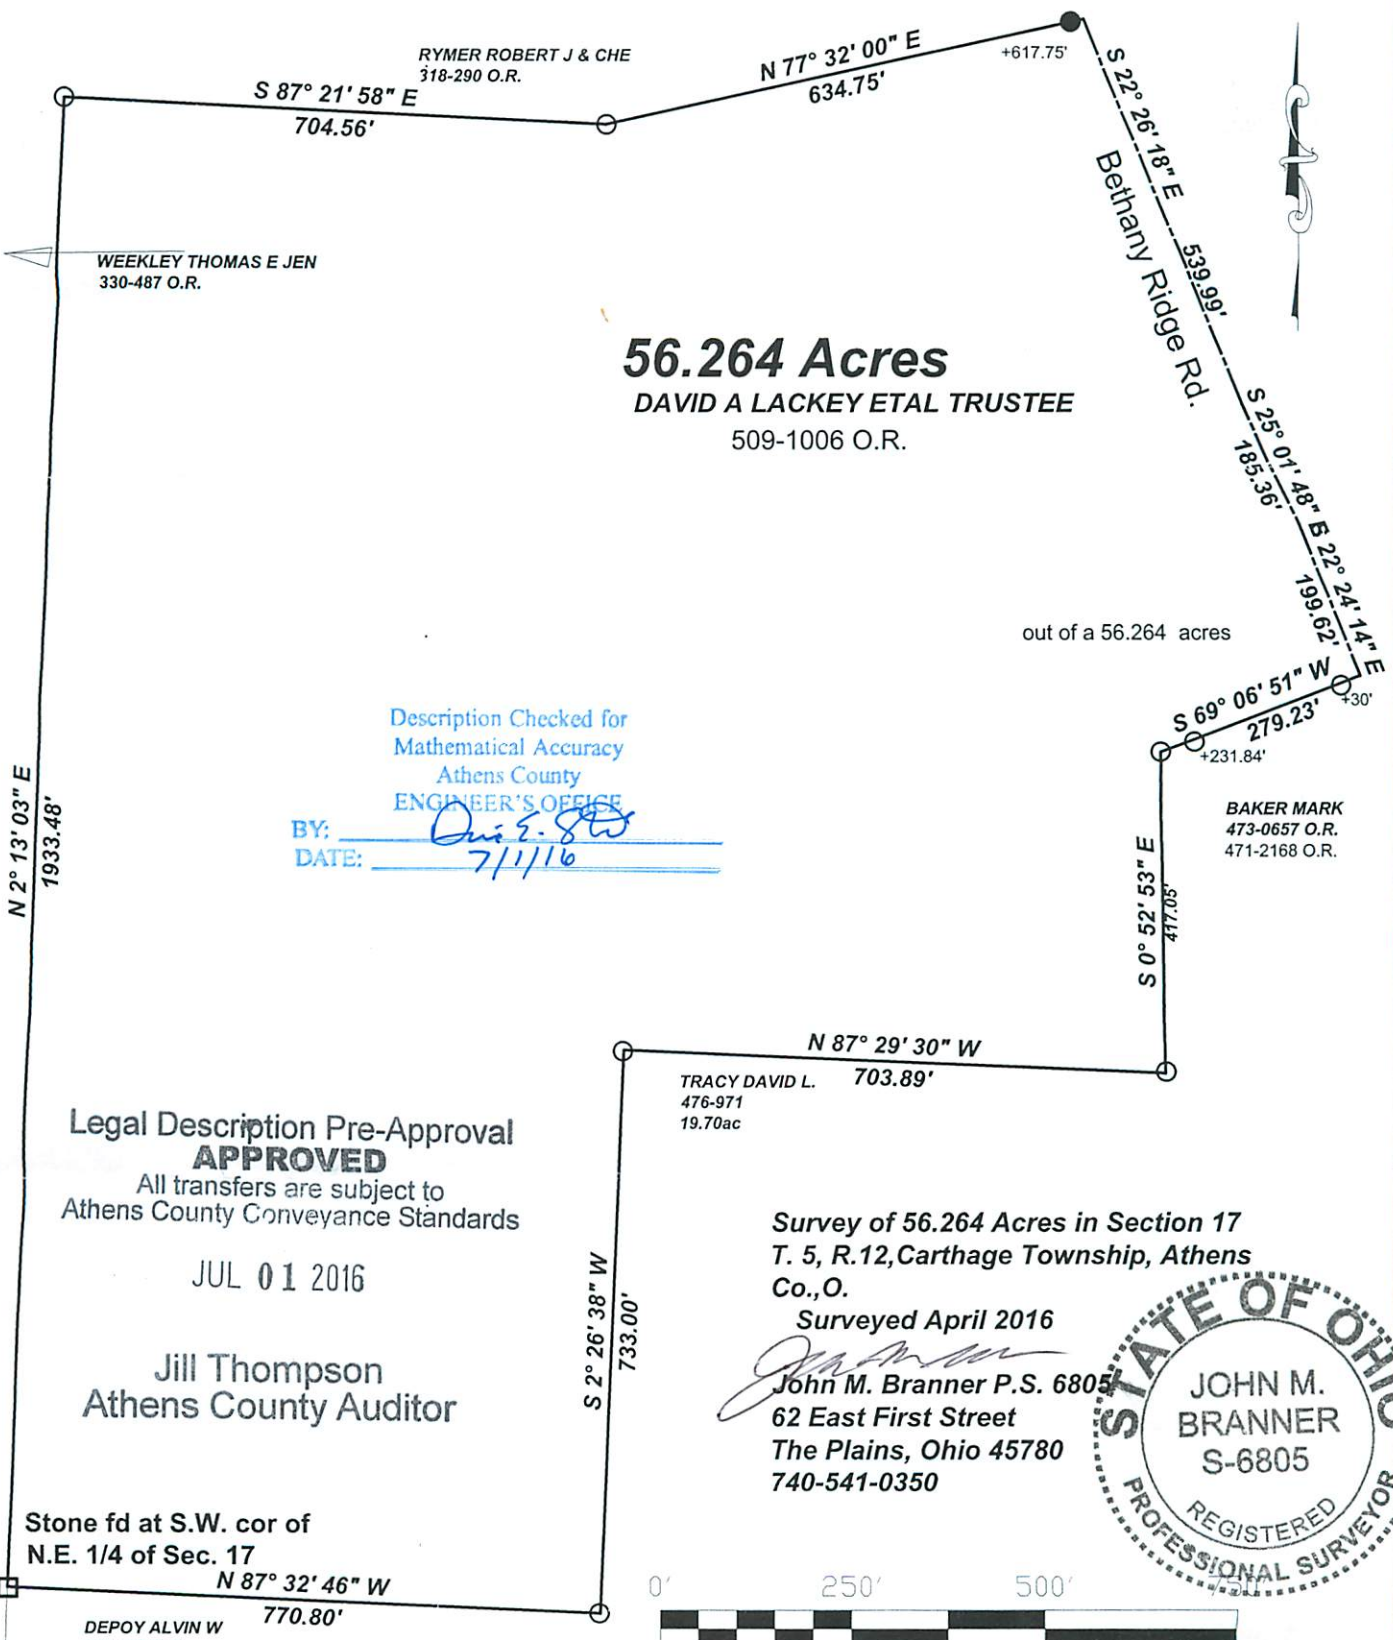 RYMER ROBERT J & CHE
318-290 O.R.
S 87° 21' 58" E
704.56'
N 77° 32' 00" E
634.75'
+617.75'
S 22° 26' 18" E
539.99'
Bethany Ridge Rd.
WEEKLEY THOMAS E JEN
330-487 O.R.
56.264 Acres
DAVID A LACKEY ETAL TRUSTEE
509-1006 O.R.
S 25° 01' 48" E
185.36'
22° 24' 14" E
199.62'
out of a 56.264 acres
S 69° 06' 51" W
279.23'
+30'
+231.84'
BAKER MARK
473-0657 O.R.
471-2168 O.R.
Description Checked for
Mathematical Accuracy
Athens County
ENGINEER'S OFFICE
BY:
DATE: 7/1/16
N 2° 13' 03" E
1933.48'
S 0° 52' 53" E
417.05'
N 87° 29' 30" W
703.89'
TRACY DAVID L.
476-971
19.70ac
Legal Description Pre-Approval
APPROVED
All transfers are subject to
Athens County Conveyance Standards
JUL 01 2016
Jill Thompson
Athens County Auditor
S 2° 26' 38" W
733.00'
Survey of 56.264 Acres in Section 17
T. 5, R.12,Carthage Township, Athens
Co.,O.
Surveyed April 2016
John M. Branner P.S. 6805
62 East First Street
The Plains, Ohio 45780
740-541-0350
STATE OF OHIO
JOHN M.
BRANNER
S-6805
REGISTERED
PROFESSIONAL SURVEYOR
Stone fd at S.W. cor of
N.E. 1/4 of Sec. 17
N 87° 32' 46" W
770.80'
DEPOY ALVIN W
0' 250' 500' 750'